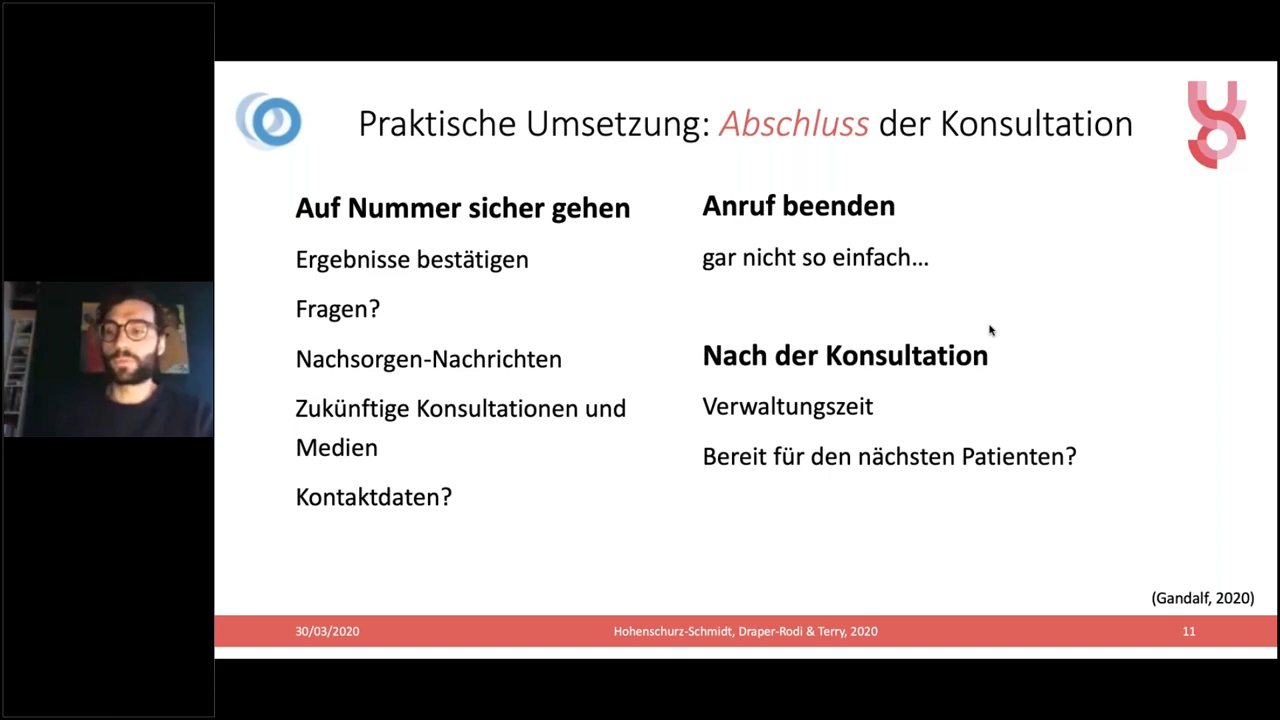 Praktische Umsetzung: Abschluss der Konsultation
Auf Nummer sicher gehen
Ergebnisse bestätigen
Fragen?
Nachsorgen-Nachrichten
Zukünftige Konsultationen und
Medien
Kontaktdaten?
Anruf beenden
gar nicht so einfach...
Nach der Konsultation
Verwaltungszeit
Bereit für den nächsten Patienten?
(Gandalf, 2020)
30/03/2020
Hohenschurz-Schmidt, Draper-Rodi & Terry, 2020
11